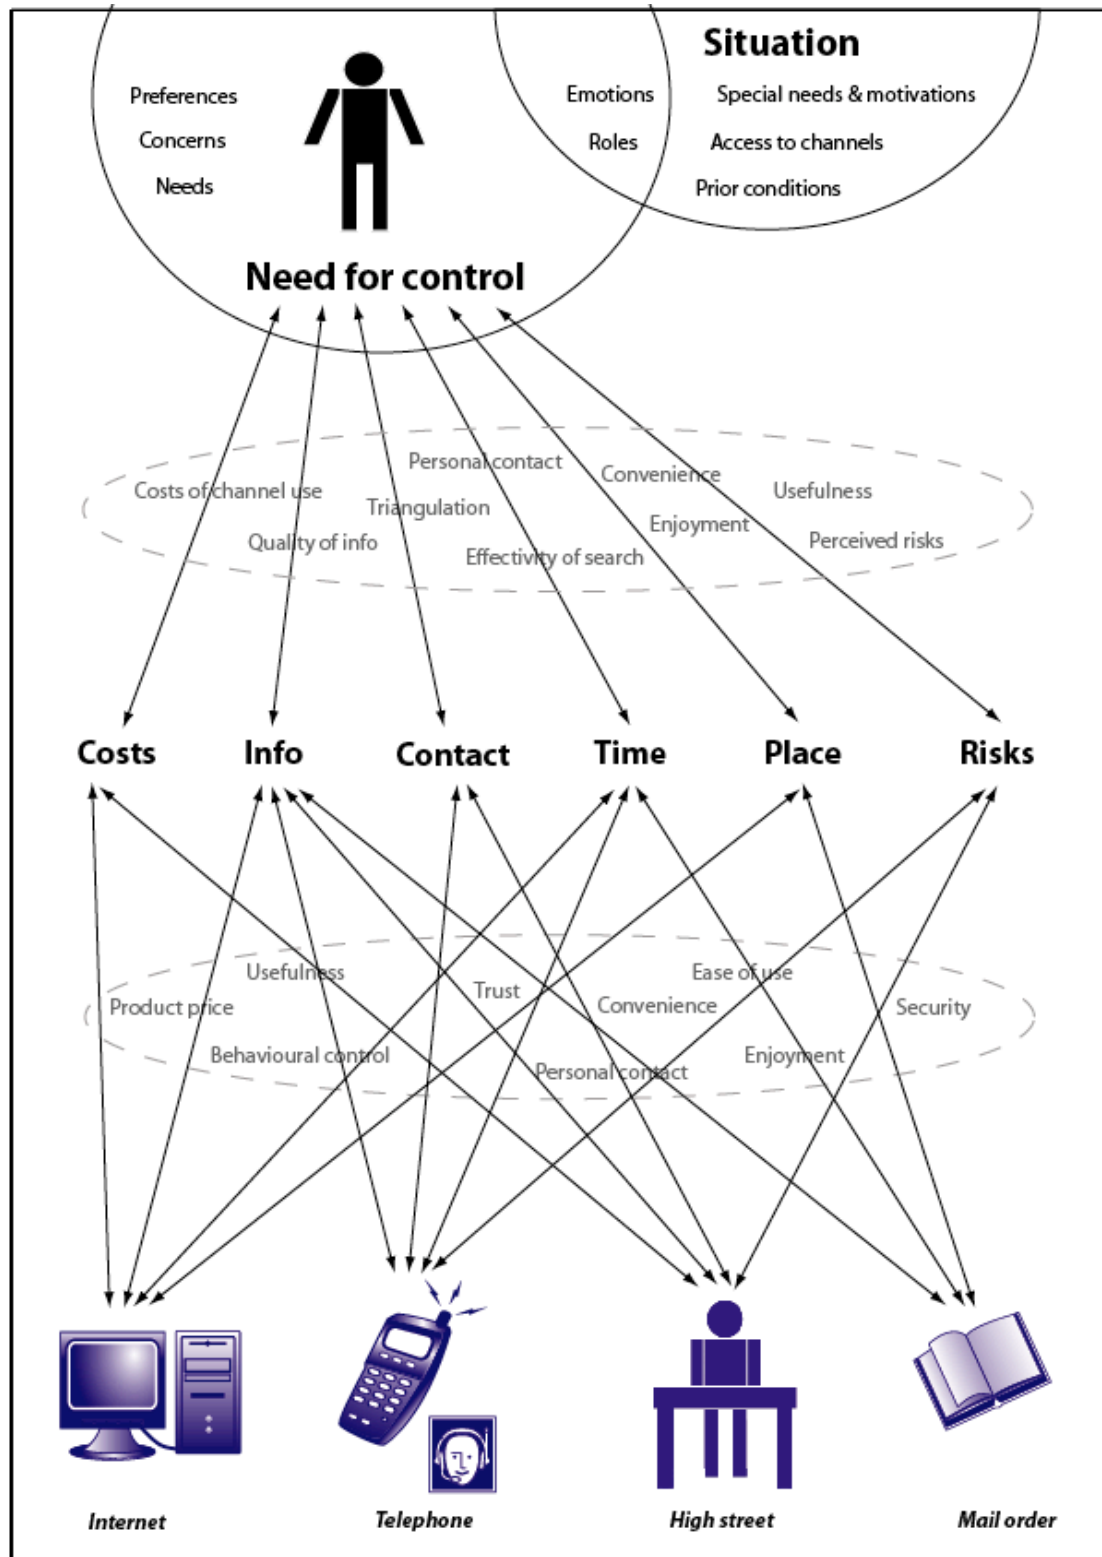 Situation
Preferences
Emotions
Special needs & motivations
Concerns
Roles
Access to channels
Needs
Prior conditions
Need for control
Personal contact
Convenience
Costs of channel use
Usefulness
Triangulation
Enjoyment
Quality of info
Perceived risks
Effectivity of search
Costs
Info
Contact
Time
Place
Risks
Usefulness
Ease of use
Trust
Product price
Convenience
Security
Behavioural control
Enjoyment
Personal contact
Internet
Telephone
High street
Mail order